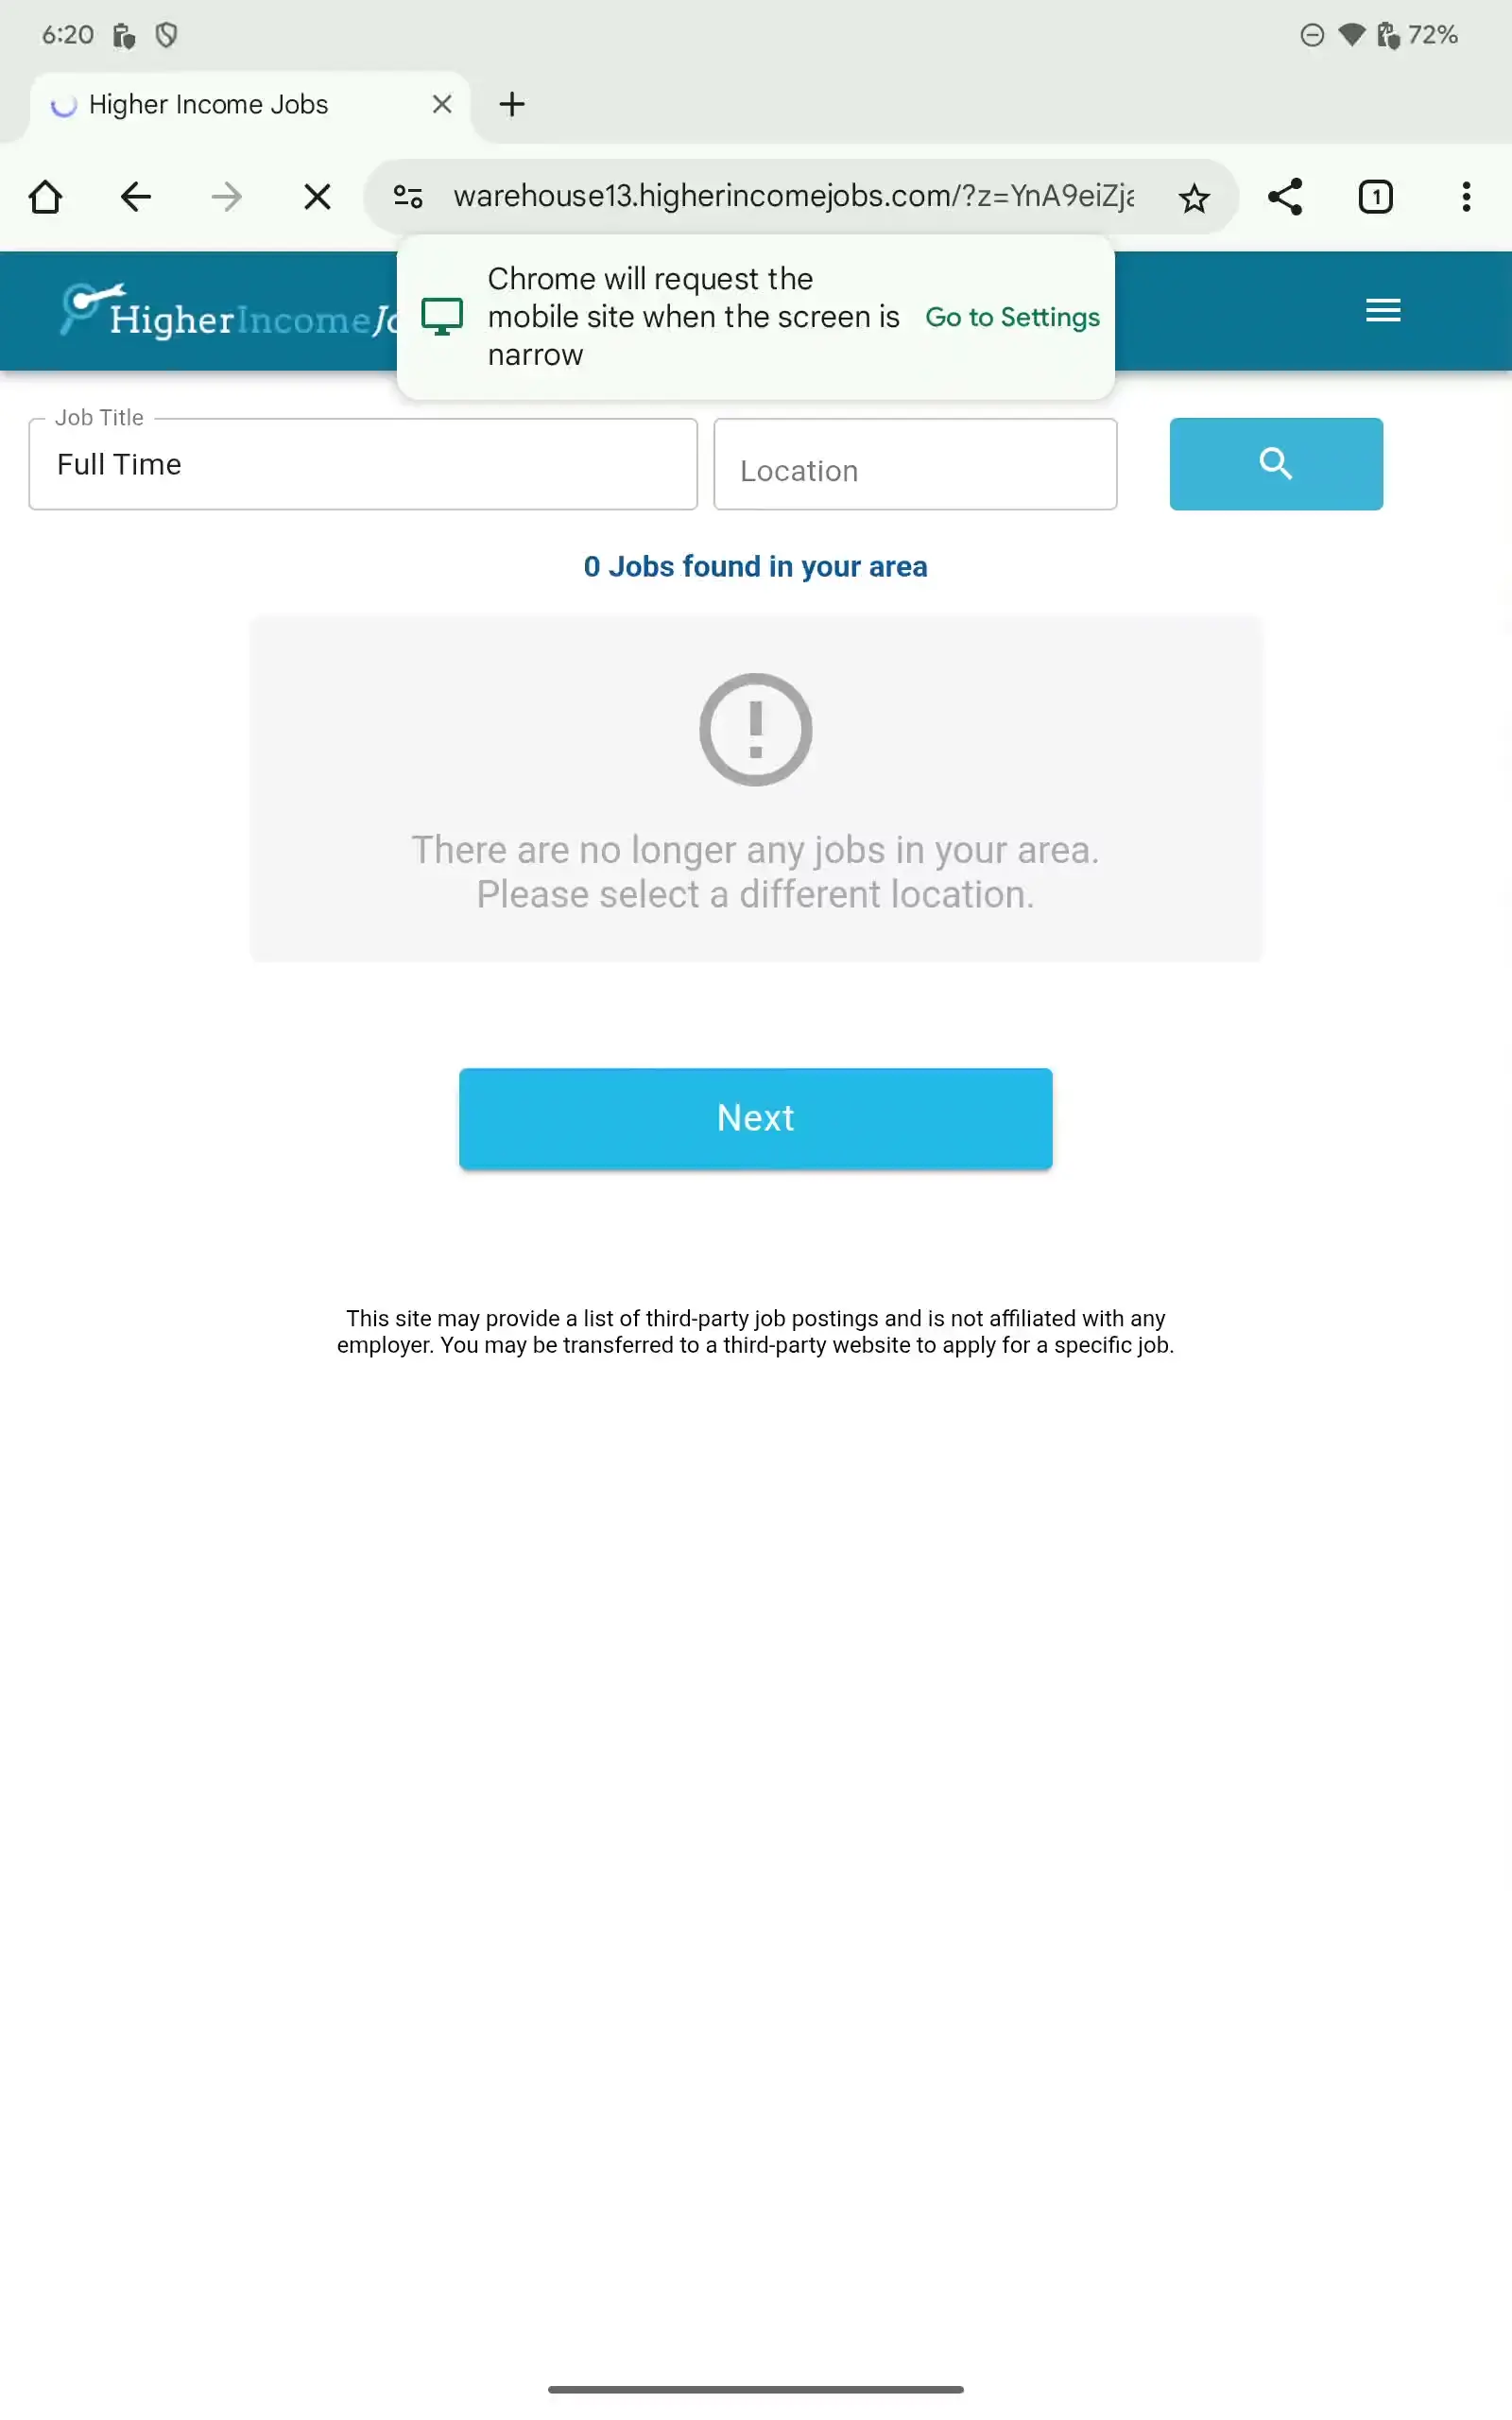 6:20
72%
Higher Income Jobs
warehouse13.higherincomejobs.com/?z=YnA9eiZj
1
HigherIncomeJo
Chrome will request the
mobile site when the screen is
narrow
Go to Settings
Job Title
Full Time
Location
0 Jobs found in your area
There are no longer any jobs in your area.
Please select a different location.
Next
This site may provide a list of third-party job postings and is not affiliated with any
employer. You may be transferred to a third-party website to apply for a specific job.